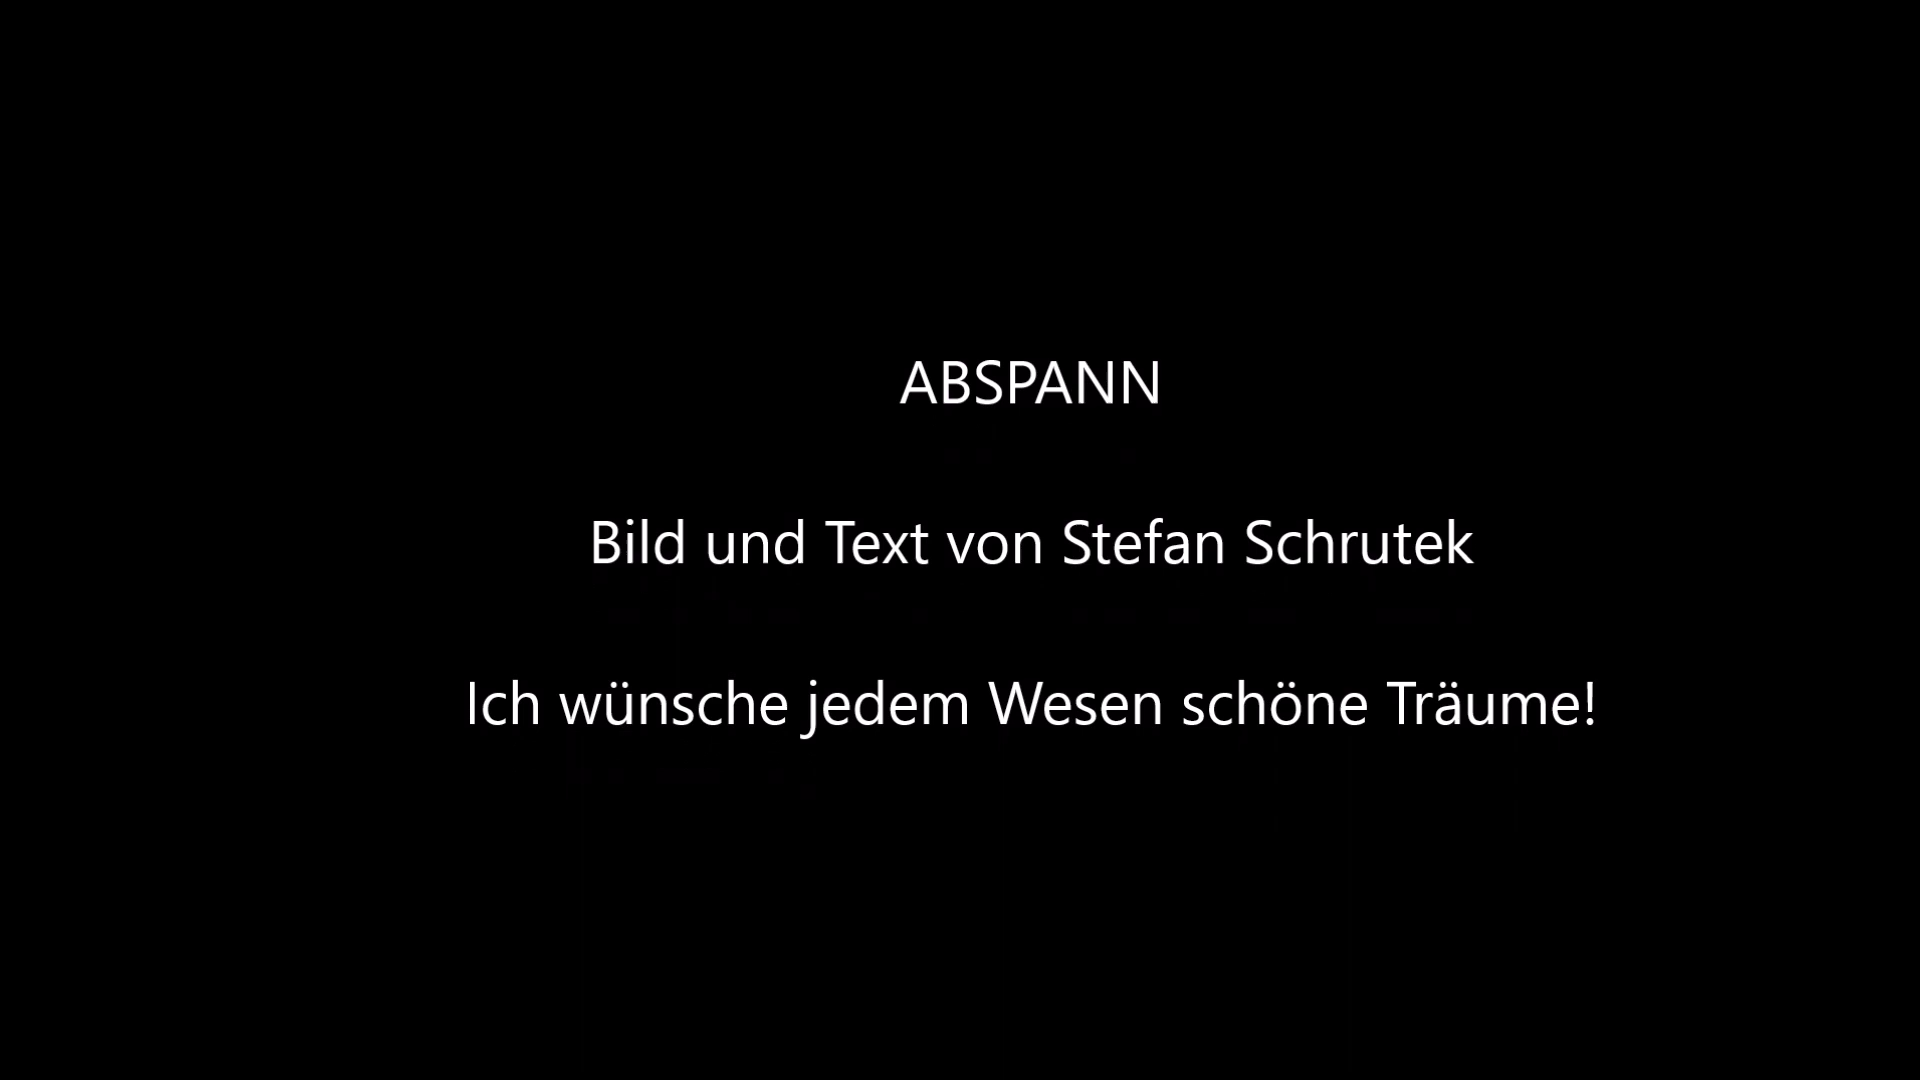 ABSPANN
Bild und Text von Stefan Schrutek
Ich wünsche jedem Wesen schöne Träume!